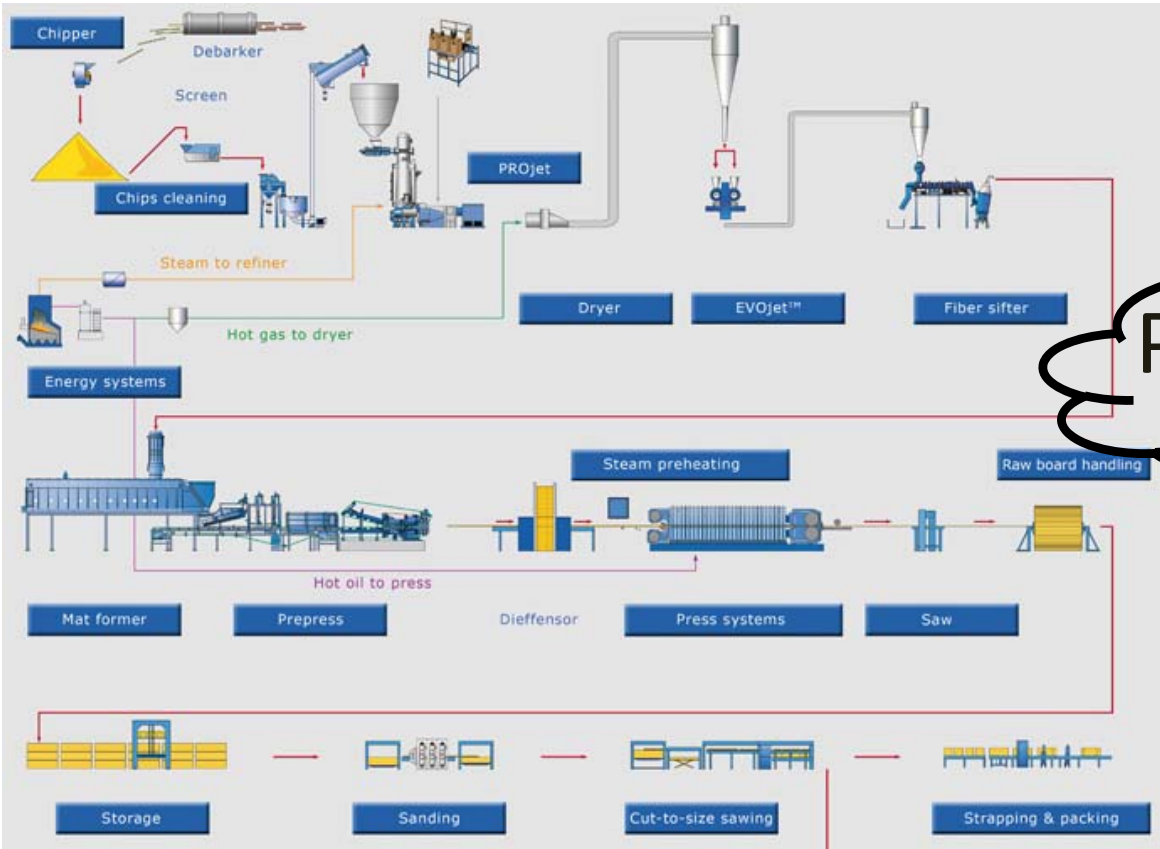 Chipper
Debarker
Screen
PROjet
Chips cleaning
Steam to refiner
Dryer
EVOjet™
Fiber sifter
Hot gas to dryer
Energy systems
Steam preheating
Raw board handling
Hot oil to press
Mat former
Prepress
Dieffensor
Press systems
Saw
Storage
Sanding
Cut-to-size sawing
Strapping & packing